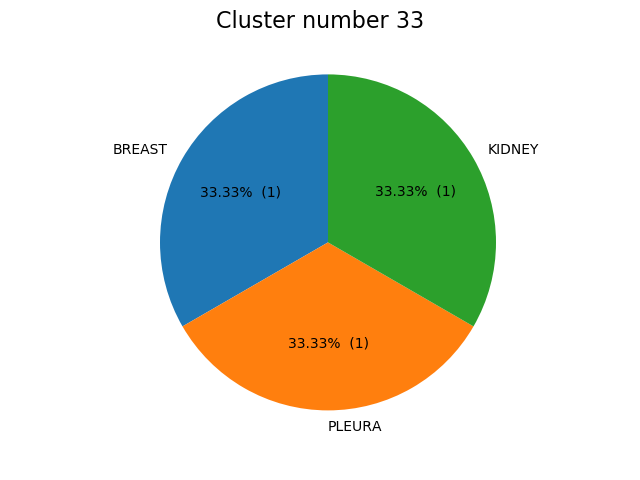 Cluster number 33
BREAST
KIDNEY
33.33%  (1)
33.33%  (1)
33.33%  (1)
PLEURA